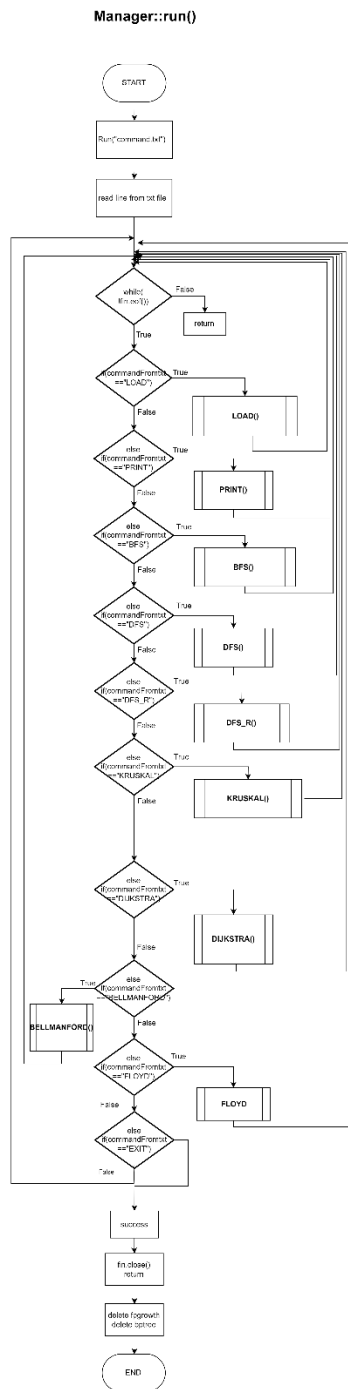 Manager::run()
START
Run("command.txt")
read line from txt file
while(
!fin.eof())
False
return
True
if(commandFromtxt
=="LOAD")
True
LOAD()
False
else
if(commandFromtxt
=="PRINT")
True
PRINT()
False
else
if(commandFromtxt
=="BFS")
True
BFS()
False
else
if(commandFromtxt
=="DFS")
True
DFS()
False
else
if(commandFromtxt
=="DFS_R")
True
DFS_R()
False
else
if(commandFromtxt
=="KRUSKAL")
True
KRUSKAL()
False
else
if(commandFromtxt
=="DIJKSTRA)
True
DIJKSTRA()
False
else
if(commandFromtxt
=="BELLMANFORD")
True
BELLMANFORD()
False
else
if(commandFromtxt
=="FLOYD")
True
FLOYD
False
else
if(commandFromtxt
=="EXIT")
False
success
fin.close()
return
delete fpgrowth
delete bptree
END